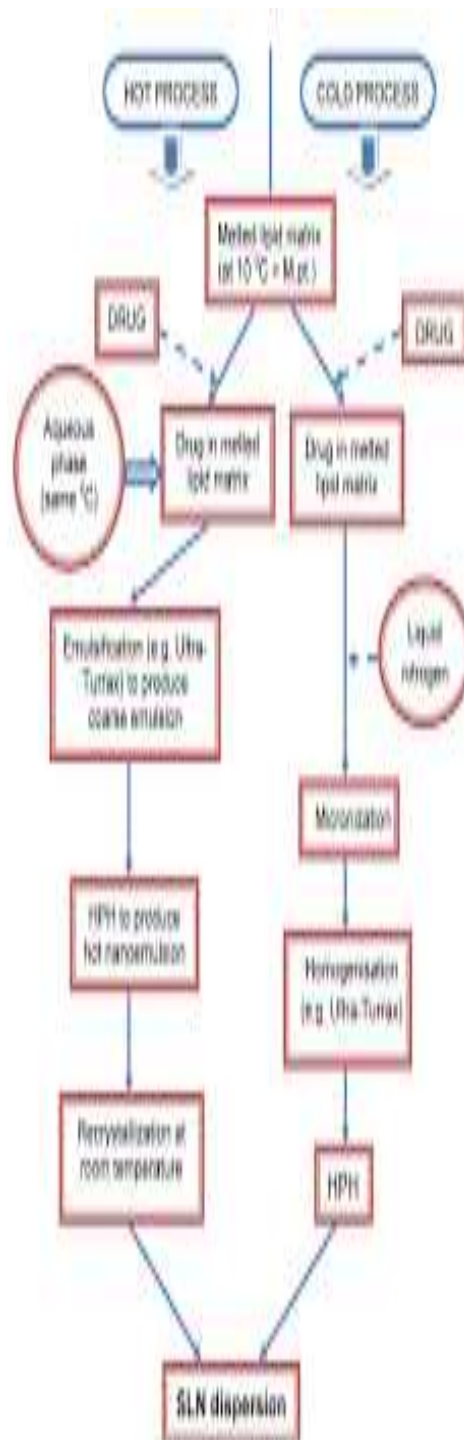 HOT PROCESS
COLD PROCESS
Melted lipid matrix
(at 10 °C > M.pt.)
DRUG
DRUG
Aqueous
phase
(same °C)
Drug in melted
lipid matrix
Drug in melted
lipid matrix
Emulsification (e.g. Ultra-
Turrax) to produce
coarse emulsion
Liquid
nitrogen
Micronization
HPH to produce
hot nanoemulsion
Homogenisation
(e.g. Ultra-Turrax)
Recrystallization at
room temperature
HPH
SLN dispersion